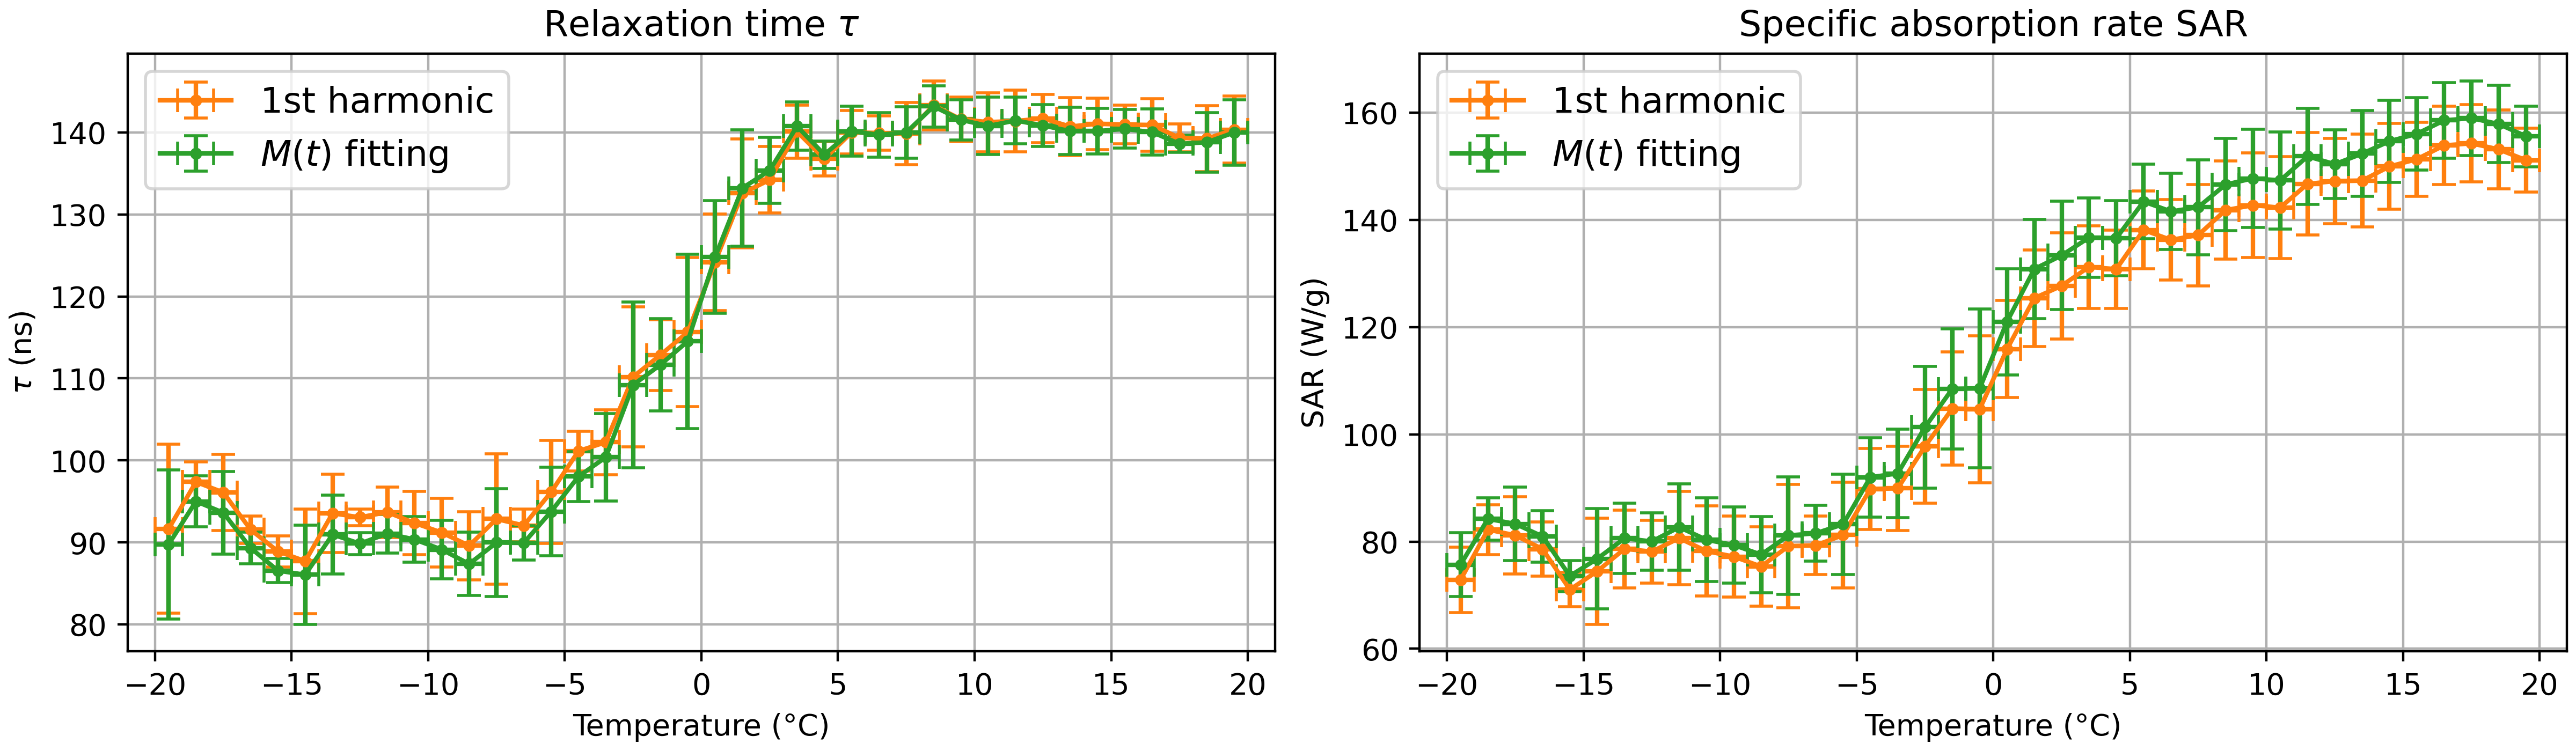 Relaxation time τ
1st harmonic
M(t) fitting
140
130
120
110
100
90
80
τ (ns)
−20 −15 −10 −5 0 5 10 15 20
Temperature (°C)
Specific absorption rate SAR
1st harmonic
M(t) fitting
160
140
120
100
80
60
SAR (W/g)
−20 −15 −10 −5 0 5 10 15 20
Temperature (°C)